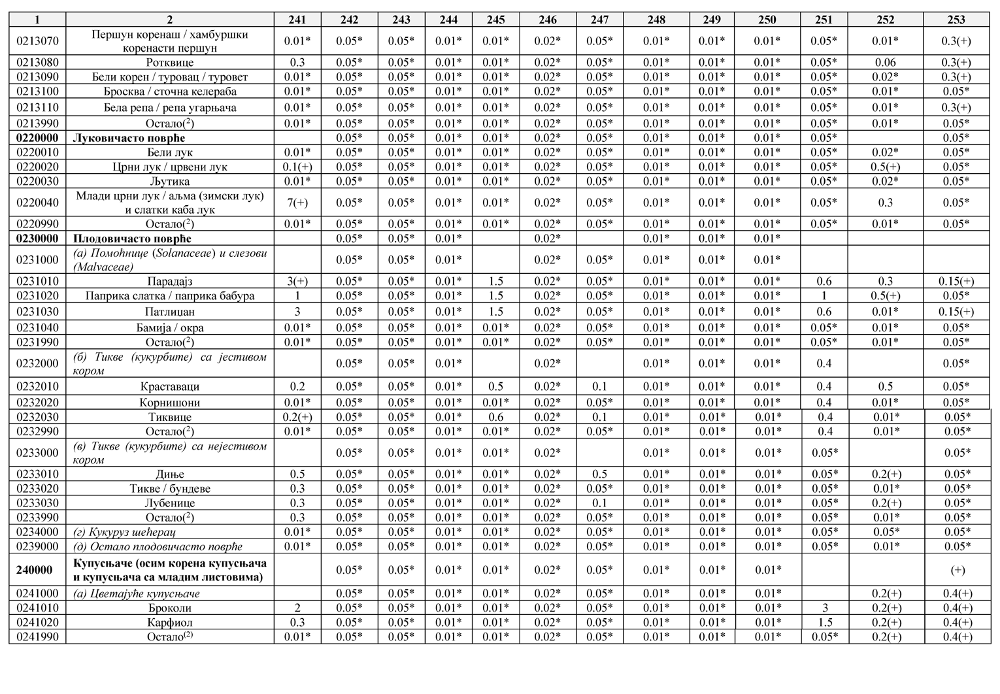 1 2 241 242 243 244 245 246 247 248 249 250 251 252 253
0213070 Першун коренаш / хамбуршки коренасти першун 0.01* 0.05* 0.05* 0.01* 0.01* 0.02* 0.05* 0.01* 0.01* 0.01* 0.05* 0.01* 0.3(+)
0213080 Ротквице 0.3 0.05* 0.05* 0.01* 0.01* 0.02* 0.05* 0.01* 0.01* 0.01* 0.05* 0.06 0.3(+)
0213090 Бели корен / туровац / туровет 0.01* 0.05* 0.05* 0.01* 0.01* 0.02* 0.05* 0.01* 0.01* 0.01* 0.05* 0.02* 0.3(+)
0213100 Бросква / сточна келераба 0.01* 0.05* 0.05* 0.01* 0.01* 0.02* 0.05* 0.01* 0.01* 0.01* 0.05* 0.01* 0.05*
0213110 Бела репа / репа угарњача 0.01* 0.05* 0.05* 0.01* 0.01* 0.02* 0.05* 0.01* 0.01* 0.01* 0.05* 0.01* 0.3(+)
0213990 Остало(2) 0.01* 0.05* 0.05* 0.01* 0.01* 0.02* 0.05* 0.01* 0.01* 0.01* 0.05* 0.01* 0.05*
0220000 Луковичасто поврће 0.05* 0.05* 0.01* 0.01* 0.02* 0.05* 0.01* 0.01* 0.01* 0.05* 0.05*
0220010 Бели лук 0.01* 0.05* 0.05* 0.01* 0.01* 0.02* 0.05* 0.01* 0.01* 0.01* 0.05* 0.02* 0.05*
0220020 Црни лук / црвени лук 0.1(+) 0.05* 0.05* 0.01* 0.01* 0.02* 0.05* 0.01* 0.01* 0.01* 0.05* 0.5(+) 0.05*
0220030 Љутика 0.01* 0.05* 0.05* 0.01* 0.01* 0.02* 0.05* 0.01* 0.01* 0.01* 0.05* 0.02* 0.05*
0220040 Млади црни лук / аљма (зимски лук) и слатки каба лук 7(+) 0.05* 0.05* 0.01* 0.01* 0.02* 0.05* 0.01* 0.01* 0.01* 0.05* 0.3 0.05*
0220990 Остало(2) 0.01* 0.05* 0.05* 0.01* 0.01* 0.02* 0.05* 0.01* 0.01* 0.01* 0.05* 0.01* 0.05*
0230000 Плодовичасто поврће 0.05* 0.05* 0.01* 0.02* 0.01* 0.01* 0.01*
0231000 (а) Помоћнице (Solanaceae) и слезови (Malvaceae) 0.05* 0.05* 0.01* 0.02* 0.05* 0.01* 0.01* 0.01*
0231010 Парадајз 3(+) 0.05* 0.05* 0.01* 1.5 0.02* 0.05* 0.01* 0.01* 0.01* 0.6 0.3 0.15(+)
0231020 Паприка слатка / паприка бабура 1 0.05* 0.05* 0.01* 1.5 0.02* 0.05* 0.01* 0.01* 0.01* 1 0.5(+) 0.05*
0231030 Патлиџан 3 0.05* 0.05* 0.01* 1.5 0.02* 0.05* 0.01* 0.01* 0.01* 0.6 0.01* 0.15(+)
0231040 Бамија / окра 0.01* 0.05* 0.05* 0.01* 0.01* 0.02* 0.05* 0.01* 0.01* 0.01* 0.05* 0.01* 0.05*
0231990 Остало(2) 0.01* 0.05* 0.05* 0.01* 0.01* 0.02* 0.05* 0.01* 0.01* 0.01* 0.05* 0.01* 0.05*
0232000 (б) Тикве (кукурбите) са јестивом кором 0.05* 0.05* 0.01* 0.02* 0.01* 0.01* 0.01* 0.4 0.05*
0232010 Краставаци 0.2 0.05* 0.05* 0.01* 0.5 0.02* 0.1 0.01* 0.01* 0.01* 0.4 0.5 0.05*
0232020 Корнишони 0.01* 0.05* 0.05* 0.01* 0.01* 0.02* 0.05* 0.01* 0.01* 0.01* 0.4 0.01* 0.05*
0232030 Тиквице 0.2(+) 0.05* 0.05* 0.01* 0.6 0.02* 0.1 0.01* 0.01* 0.01* 0.4 0.01* 0.05*
0232990 Остало(2) 0.01* 0.05* 0.05* 0.01* 0.01* 0.02* 0.05* 0.01* 0.01* 0.01* 0.4 0.01* 0.05*
0233000 (в) Тикве (кукурбите) са нејестивом кором 0.05* 0.05* 0.01* 0.01* 0.02* 0.01* 0.01* 0.01* 0.05* 0.05*
0233010 Диње 0.5 0.05* 0.05* 0.01* 0.01* 0.02* 0.5 0.01* 0.01* 0.01* 0.05* 0.2(+) 0.05*
0233020 Тикве / бундеве 0.3 0.05* 0.05* 0.01* 0.01* 0.02* 0.05* 0.01* 0.01* 0.01* 0.05* 0.01* 0.05*
0233030 Лубенице 0.3 0.05* 0.05* 0.01* 0.01* 0.02* 0.1 0.01* 0.01* 0.01* 0.05* 0.2(+) 0.05*
0233990 Остало(2) 0.3 0.05* 0.05* 0.01* 0.01* 0.02* 0.05* 0.01* 0.01* 0.01* 0.05* 0.01* 0.05*
0234000 (г) Кукуруз шећерац 0.01* 0.05* 0.05* 0.01* 0.01* 0.02* 0.05* 0.01* 0.01* 0.01* 0.05* 0.05* 0.05*
0239000 (д) Остало плодовичасто поврће 0.01* 0.05* 0.05* 0.01* 0.01* 0.02* 0.05* 0.01* 0.01* 0.01* 0.05* 0.01* 0.05*
240000 Купусњаче (осим корена купусњача и купусњача са младим листовима) 0.05* 0.05* 0.01* 0.01* 0.02* 0.05* 0.01* 0.01* 0.01* (+)
0241000 (а) Цветајуће купусњаче 0.05* 0.05* 0.01* 0.01* 0.02* 0.05* 0.01* 0.01* 0.01* 0.2(+) 0.4(+)
0241010 Броколи 2 0.05* 0.05* 0.01* 0.01* 0.02* 0.05* 0.01* 0.01* 0.01* 3 0.2(+) 0.4(+)
0241020 Карфиол 0.3 0.05* 0.05* 0.01* 0.01* 0.02* 0.05* 0.01* 0.01* 0.01* 1.5 0.2(+) 0.4(+)
0241990 Остало(2) 0.01* 0.05* 0.05* 0.01* 0.01* 0.02* 0.05* 0.01* 0.01* 0.01* 0.05* 0.2(+) 0.4(+)